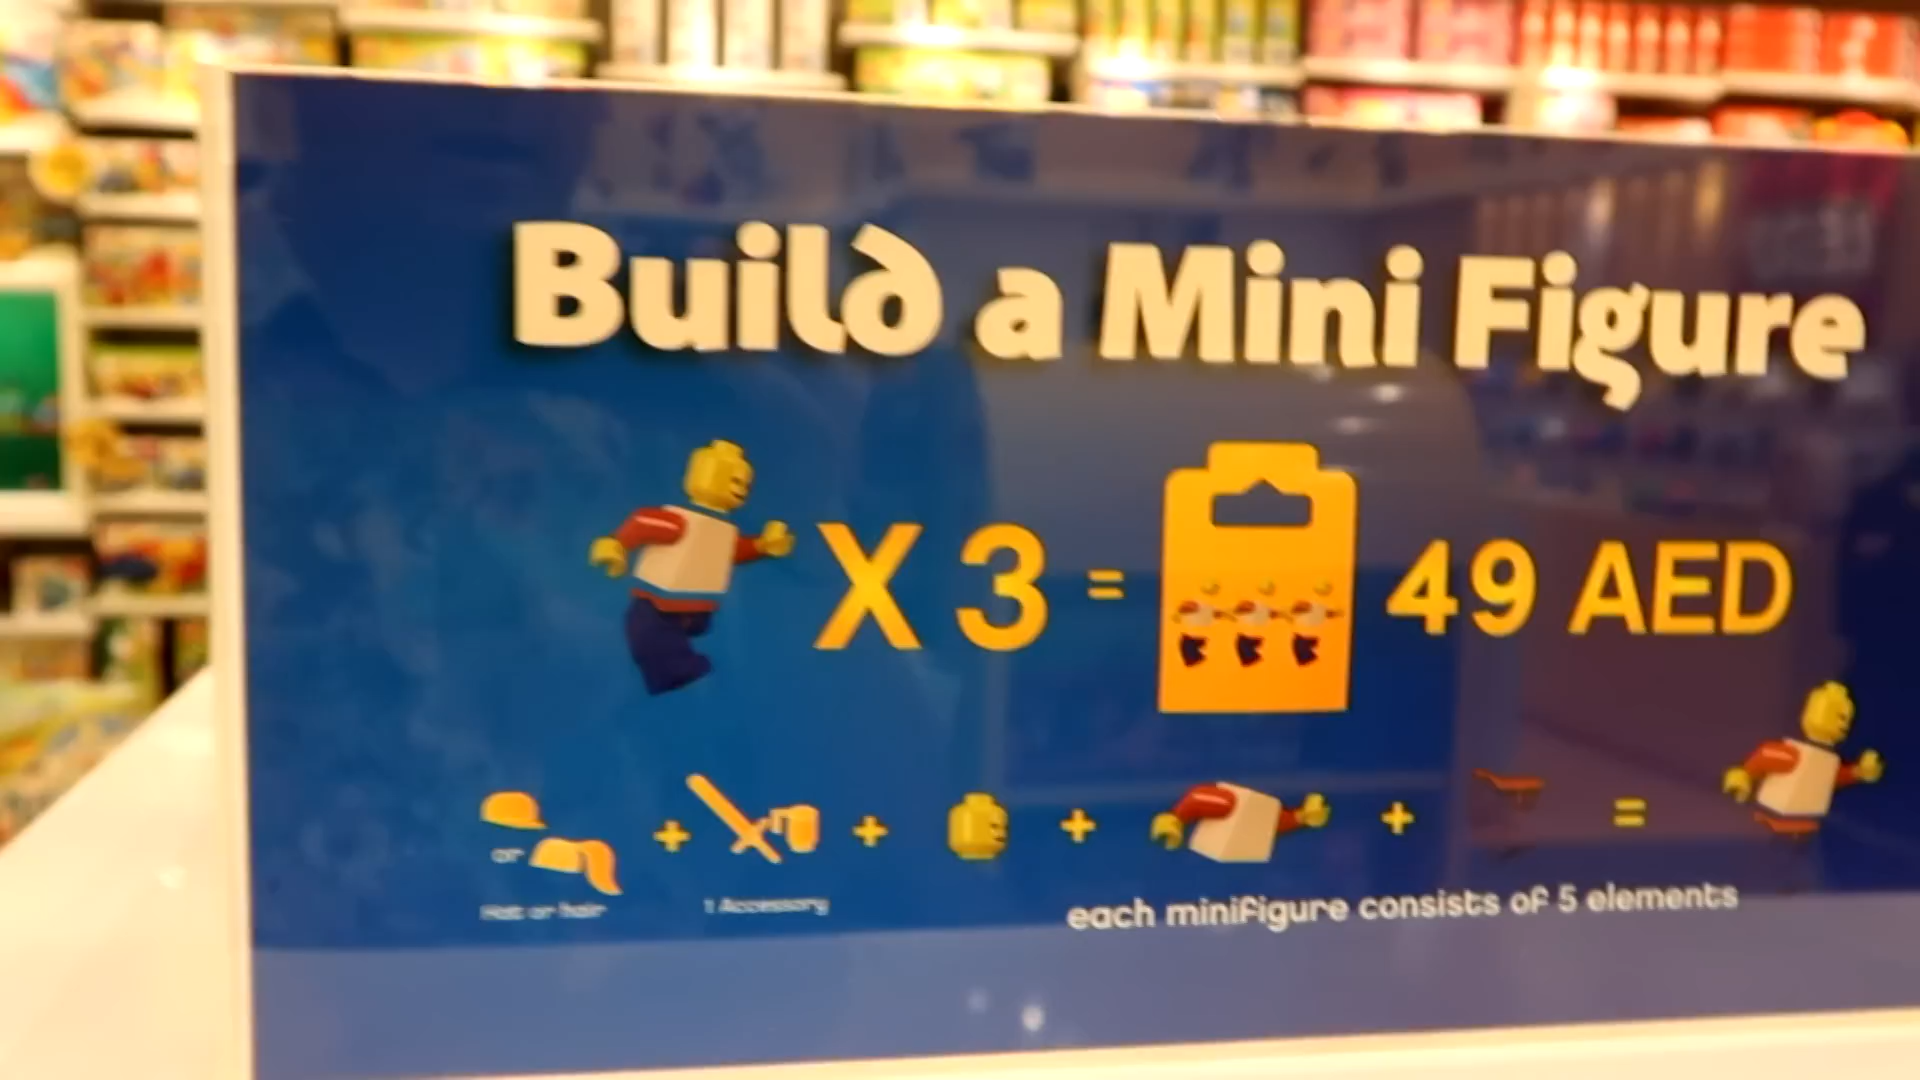 Build a Mini Figure
X 3 = 49 AED
or + + + + =
Hat or hair
1 Accessory
each minifigure consists of 5 elements